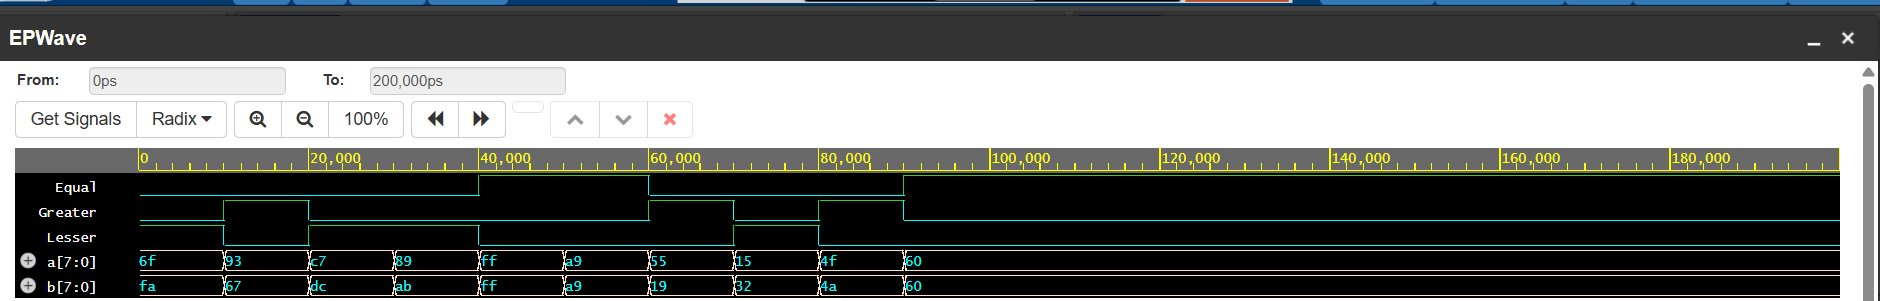 EPWave
From: 0ps To: 200,000ps
Get Signals Radix 100%
0 20,000 40,000 60,000 80,000 100,000 120,000 140,000 160,000 180,000
Equal
Greater
Lesser
a[7:0] 6f 93 c7 89 ff a9 55 15 4f 60
b[7:0] fa 67 dc ab ff a9 19 32 4a 60